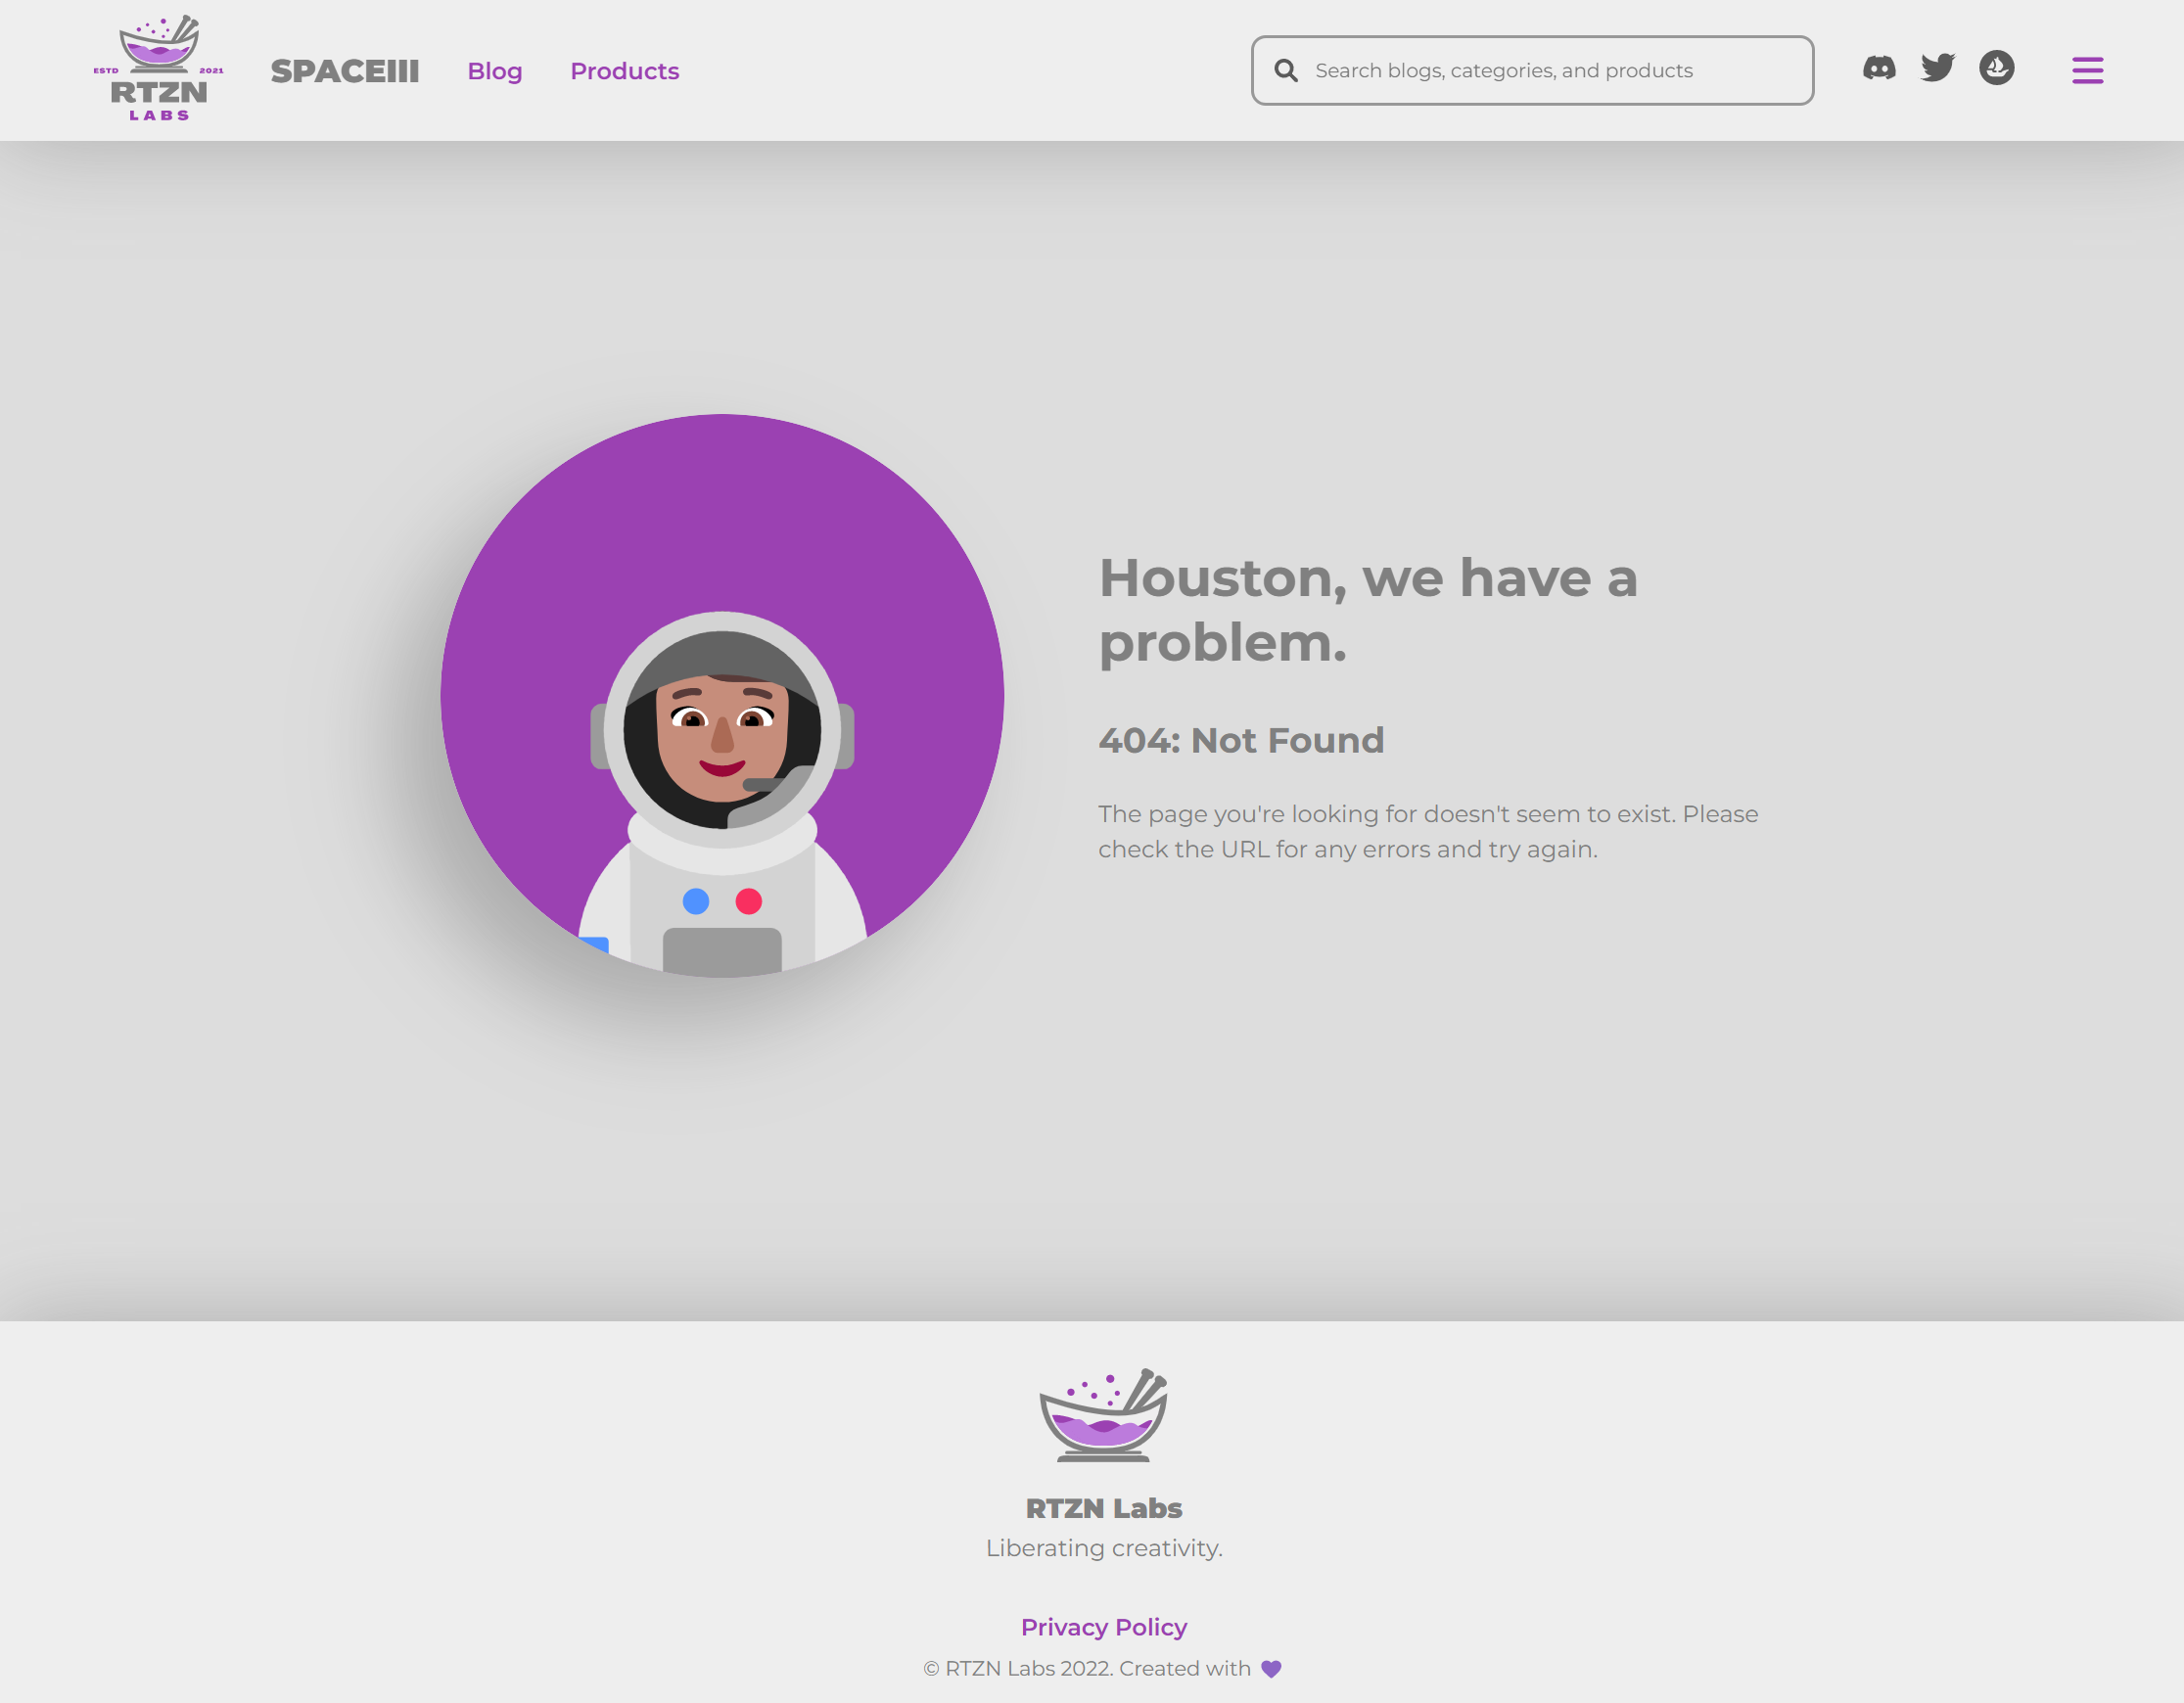 ESTD 2021
RTZN
LABS
SPACEIII
Blog
Products
Search blogs, categories, and products
Houston, we have a
problem.
404: Not Found
The page you're looking for doesn't seem to exist. Please
check the URL for any errors and try again.
RTZN Labs
Liberating creativity.
Privacy Policy
© RTZN Labs 2022. Created with